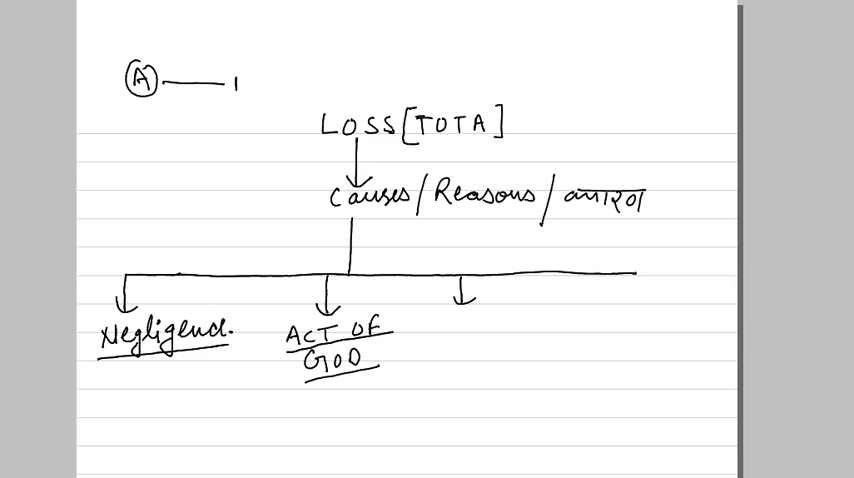 A — 1
LOSS [TOTA]
Causes / Reasons / कारण
Negligence.
ACT OF
GOD